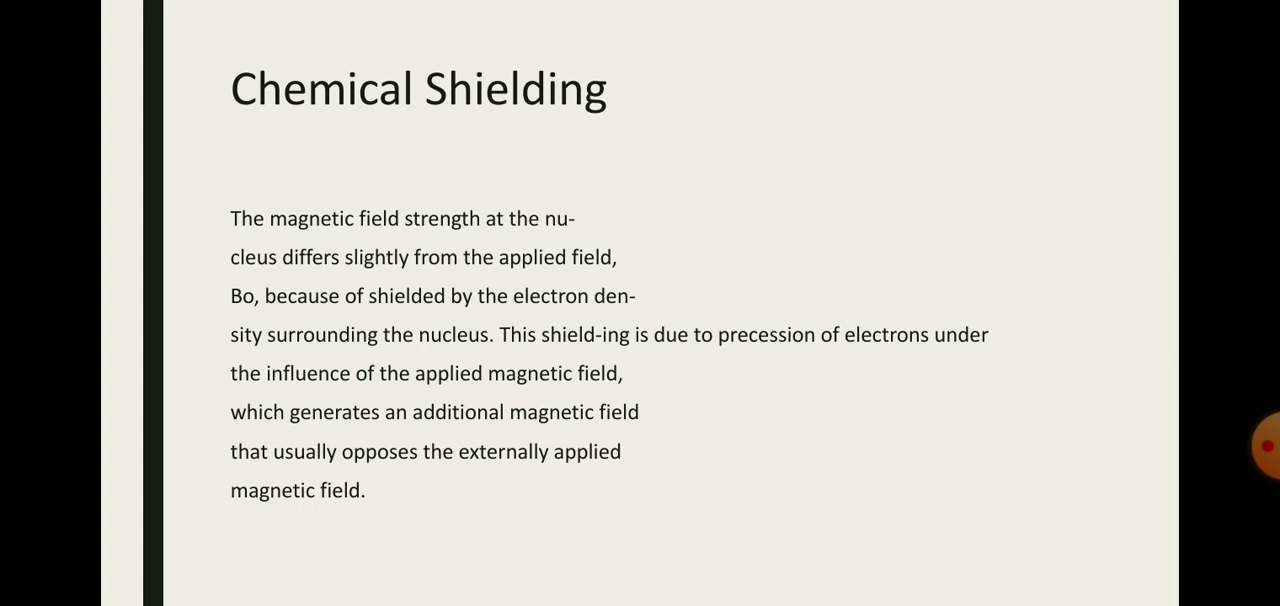 Chemical Shielding
The magnetic field strength at the nu-
cleus differs slightly from the applied field,
Bo, because of shielded by the electron den-
sity surrounding the nucleus. This shield-ing is due to precession of electrons under
the influence of the applied magnetic field,
which generates an additional magnetic field
that usually opposes the externally applied
magnetic field.